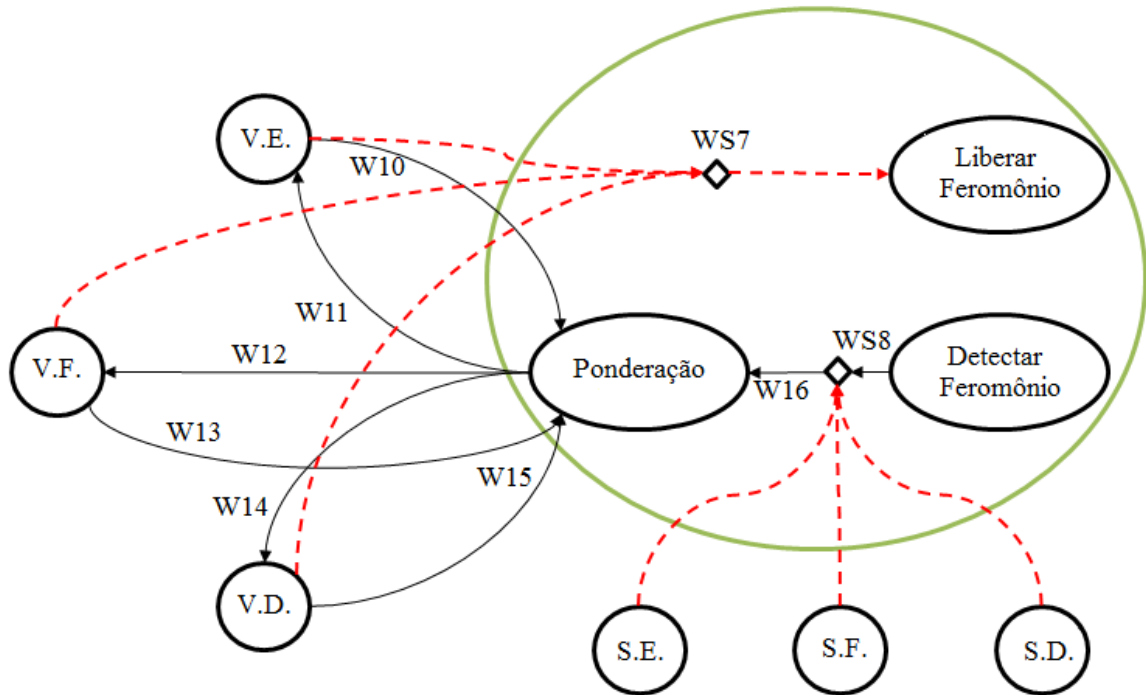 V.E.
W10
WS7
Liberar
Feromônio
W11
V.F.
W12
Ponderação
WS8
W16
Detectar
Feromônio
W13
W14
W15
V.D.
S.E.
S.F.
S.D.